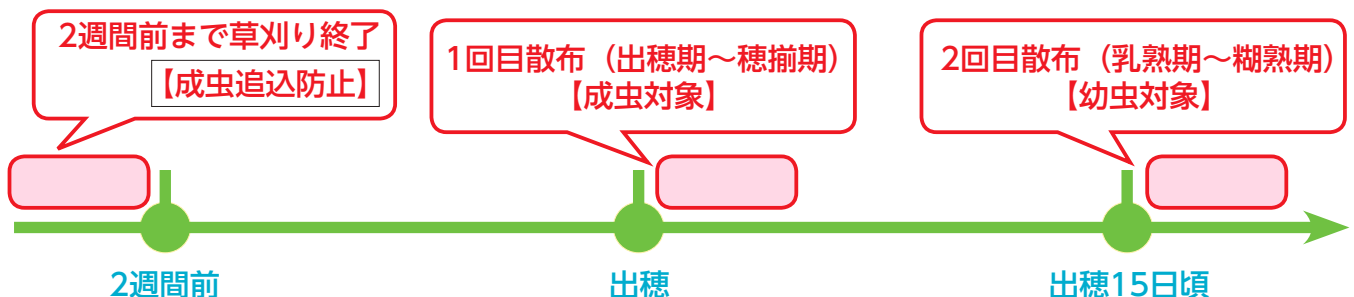 2週間前まで草刈り終了
【成虫追込防止】
1回目散布（出穂期～穂揃期）
【成虫対象】
2回目散布（乳熟期～糊熟期）
【幼虫対象】
2週間前
出穂
出穂15日頃